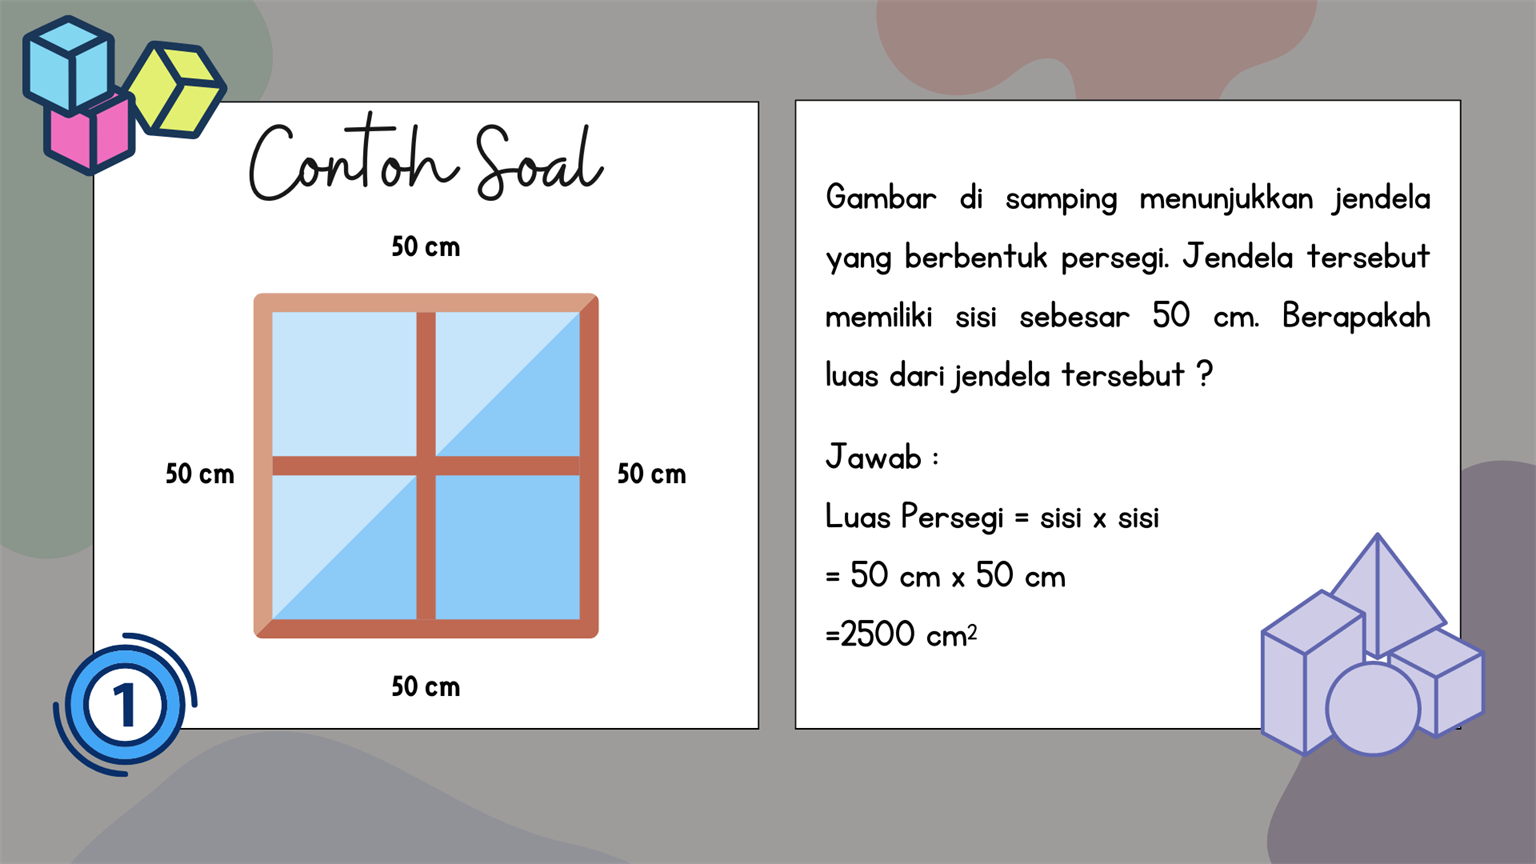 Contoh Soal
50 cm
50 cm
50 cm
50 cm
1
Gambar di samping menunjukkan jendela
yang berbentuk persegi. Jendela tersebut
memiliki sisi sebesar 50 cm. Berapakah
luas dari jendela tersebut ?
Jawab :
Luas Persegi = sisi x sisi
= 50 cm x 50 cm
=2500 cm²